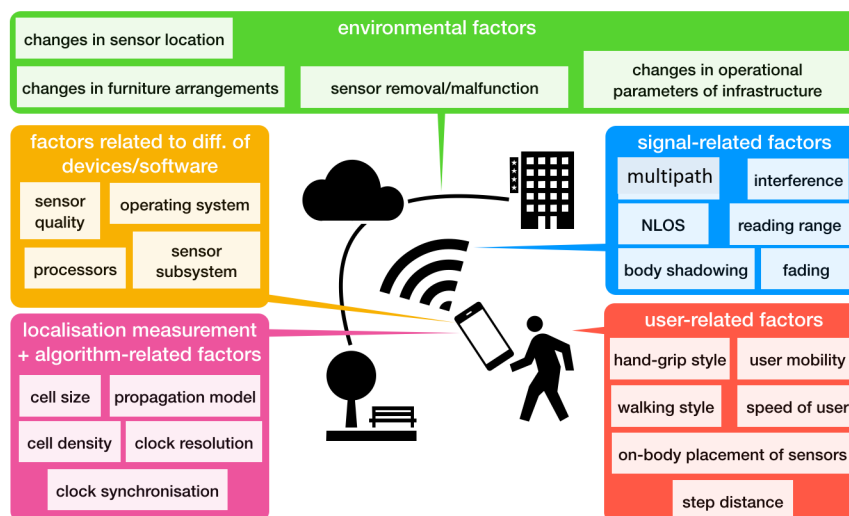 environmental factors
changes in sensor location
changes in furniture arrangements
sensor removal/malfunction
changes in operational
parameters of infrastructure
factors related to diff. of
devices/software
sensor
quality
operating system
processors
sensor
subsystem
signal-related factors
multipath
interference
NLOS
reading range
body shadowing
fading
localisation measurement
+ algorithm-related factors
cell size
propagation model
cell density
clock resolution
clock synchronisation
user-related factors
hand-grip style
user mobility
walking style
speed of user
on-body placement of sensors
step distance